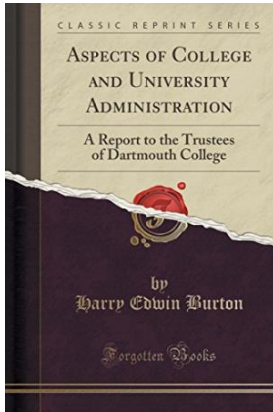 CLASSIC REPRINT SERIES
ASPECTS OF COLLEGE
AND UNIVERSITY
ADMINISTRATION
A Report to the Trustees
of Dartmouth College
by
Harry Edwin Burton
Forgotten Books